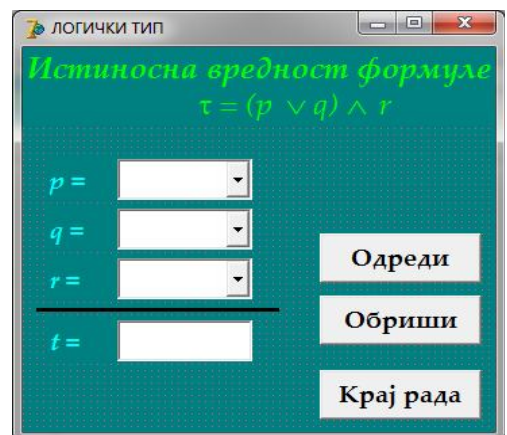 ЛОГИЧКИ ТИП
Истиносна вредност формуле
τ = (p ∨ q) ∧ r
p =
q =
r =
t =
Одреди
Обриши
Крај рада